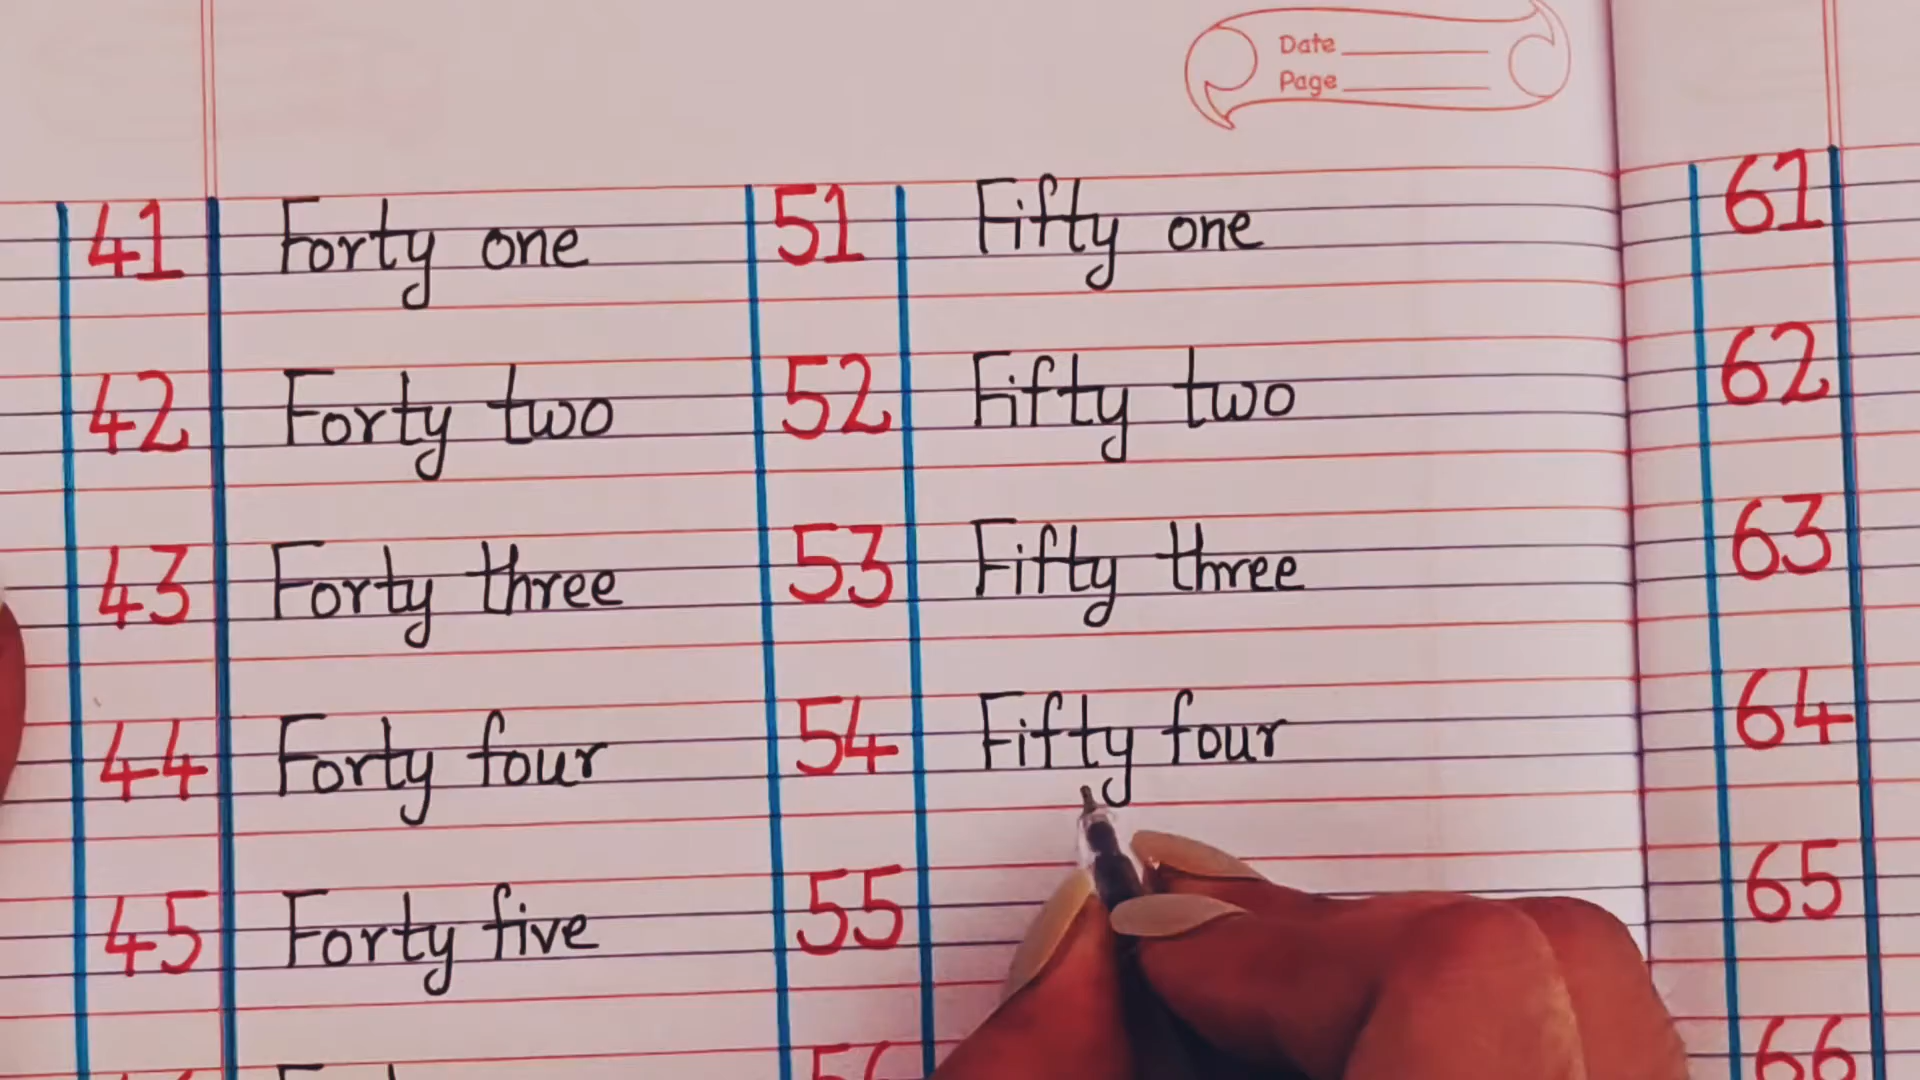 Date
Page
41 Forty one 51 Fifty one 61
42 Forty two 52 Fifty two 62
43 Forty three 53 Fifty three 63
44 Forty four 54 Fifty four 64
45 Forty five 55 65
66